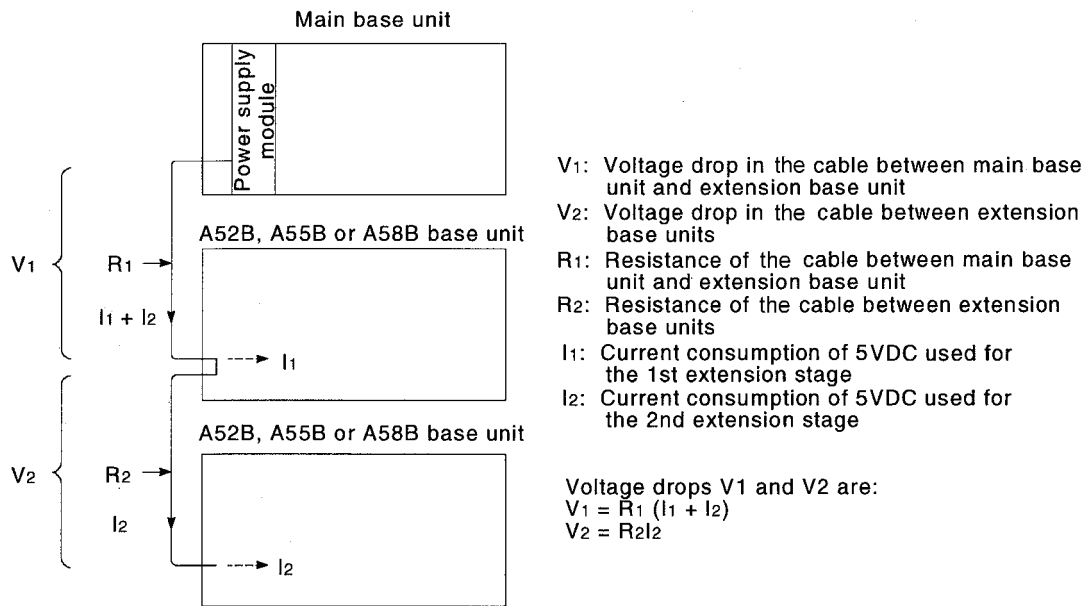 Main base unit
Power supply
module
V1: Voltage drop in the cable between main base
unit and extension base unit
V2: Voltage drop in the cable between extension
base units
R1: Resistance of the cable between main base
unit and extension base unit
R2: Resistance of the cable between extension
base units
I1: Current consumption of 5VDC used for
the 1st extension stage
I2: Current consumption of 5VDC used for
the 2nd extension stage
A52B, A55B or A58B base unit
V1
R1
I1 + I2
I1
A52B, A55B or A58B base unit
V2
R2
I2
I2
Voltage drops V1 and V2 are:
V1 = R1 (I1 + I2)
V2 = R2I2